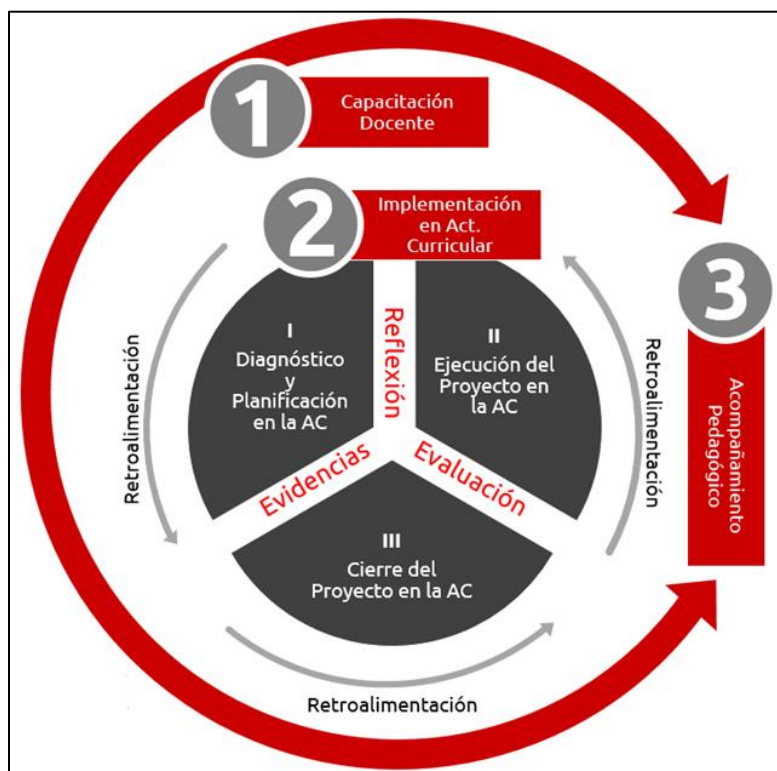 1
Capacitación
Docente
2
Implementación
en Act.
Curricular
3
Acompañamiento
Pedagógico
I
Diagnóstico
y
Planificación
en la AC
Reflexión
II
Ejecución del
Proyecto en
la AC
Evidencias
Evaluación
III
Cierre del
Proyecto en la AC
Retroalimentación
Retroalimentación
Retroalimentación